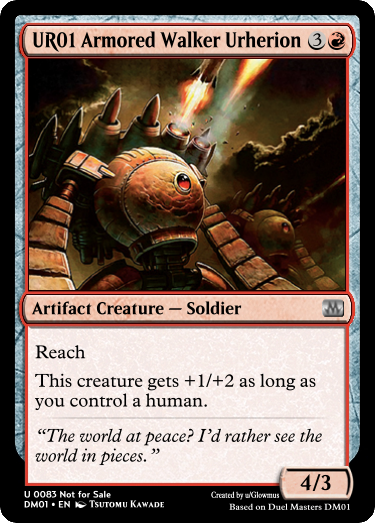 UR01 Armored Walker Urherion 3
Artifact Creature — Soldier
Reach
This creature gets +1/+2 as long as
you control a human.
“The world at peace? I’d rather see the
world in pieces.”
4/3
U 0083 Not for Sale
DM01 • EN Tsutomu Kawade
Created by u/Glowmus
Based on Duel Masters DM01